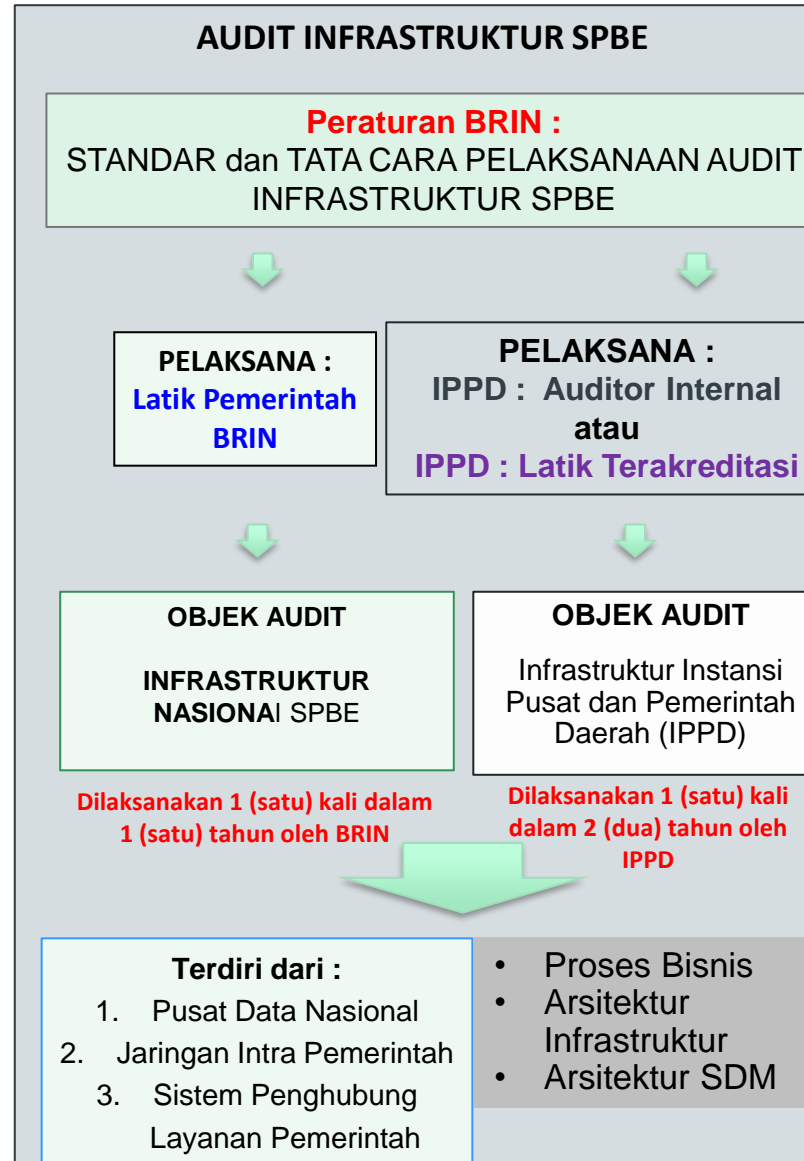 AUDIT INFRASTRUKTUR SPBE
Peraturan BRIN :
STANDAR dan TATA CARA PELAKSANAAN AUDIT
INFRASTRUKTUR SPBE
PELAKSANA :
Latik Pemerintah
BRIN
PELAKSANA :
IPPD : Auditor Internal
atau
IPPD : Latik Terakreditasi
OBJEK AUDIT
INFRASTRUKTUR
NASIONAl SPBE
OBJEK AUDIT
Infrastruktur Instansi
Pusat dan Pemerintah
Daerah (IPPD)
Dilaksanakan 1 (satu) kali dalam
1 (satu) tahun oleh BRIN
Dilaksanakan 1 (satu) kali
dalam 2 (dua) tahun oleh
IPPD
Terdiri dari :
1. Pusat Data Nasional
2. Jaringan Intra Pemerintah
3. Sistem Penghubung
Layanan Pemerintah
• Proses Bisnis
• Arsitektur
Infrastruktur
• Arsitektur SDM